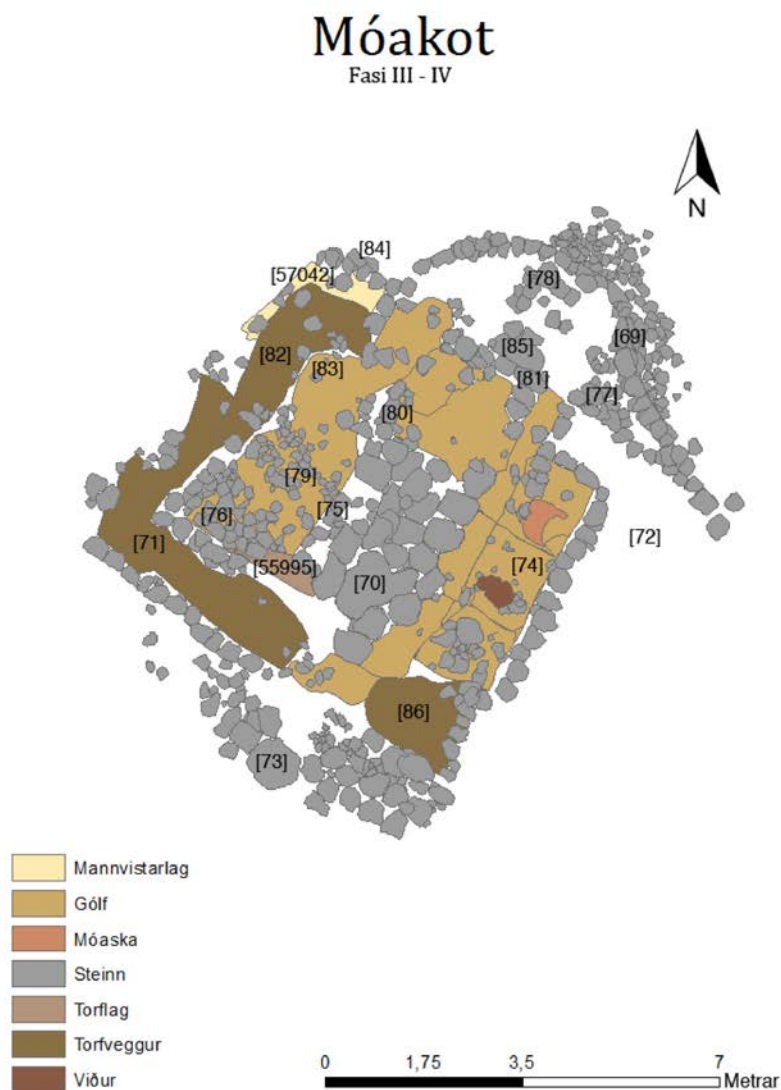 Móakot
Fasi III - IV
N
[84]
[57042]
[78]
[69]
[82]
[83]
[85]
[81]
[77]
[80]
[79]
[76]
[75]
[71]
[72]
[55995]
[74]
[70]
[86]
[73]
Mannvistarlag
Gólf
Móaska
Steinn
Torflag
Torfveggur
Viður
0 1,75 3,5 7
Metrar